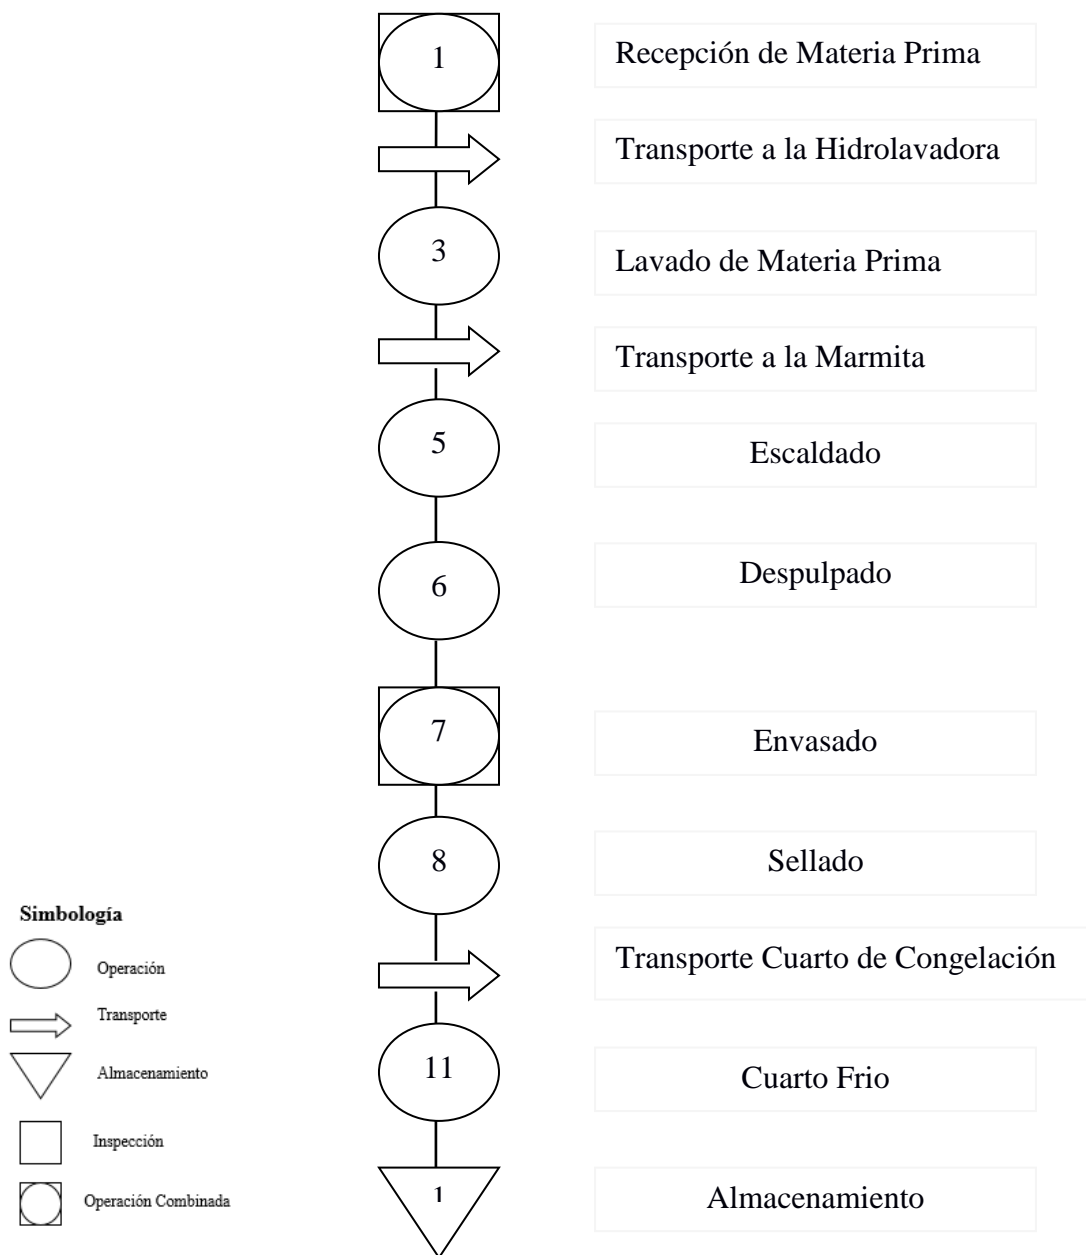 1 Recepción de Materia Prima
Transporte a la Hidrolavadora
3 Lavado de Materia Prima
Transporte a la Marmita
5 Escaldado
6 Despulpado
7 Envasado
8 Sellado
Transporte Cuarto de Congelación
11 Cuarto Frio
1 Almacenamiento
Simbología
Operación
Transporte
Almacenamiento
Inspección
Operación Combinada